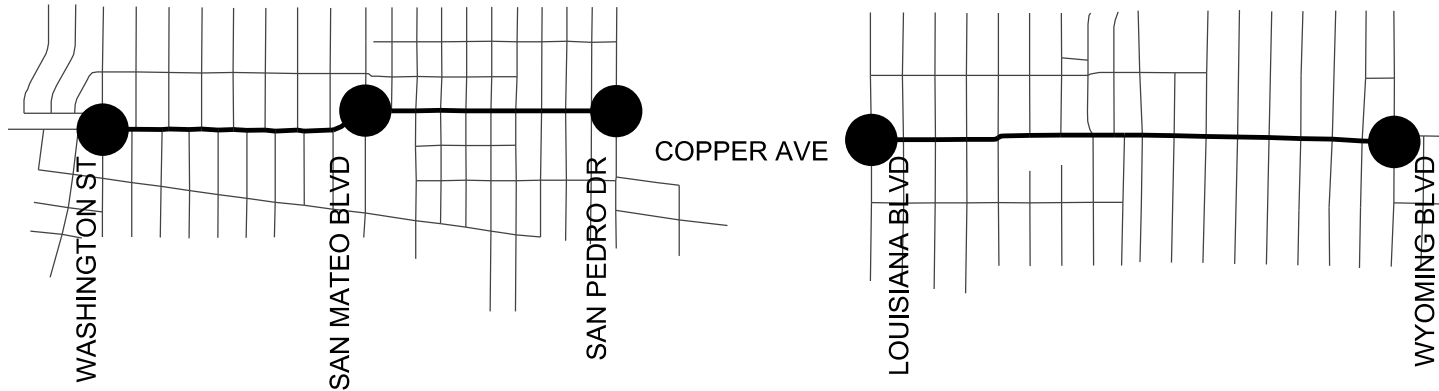 COPPER AVE
WASHINGTON ST
SAN MATEO BLVD
SAN PEDRO DR
LOUISIANA BLVD
WYOMING BLVD